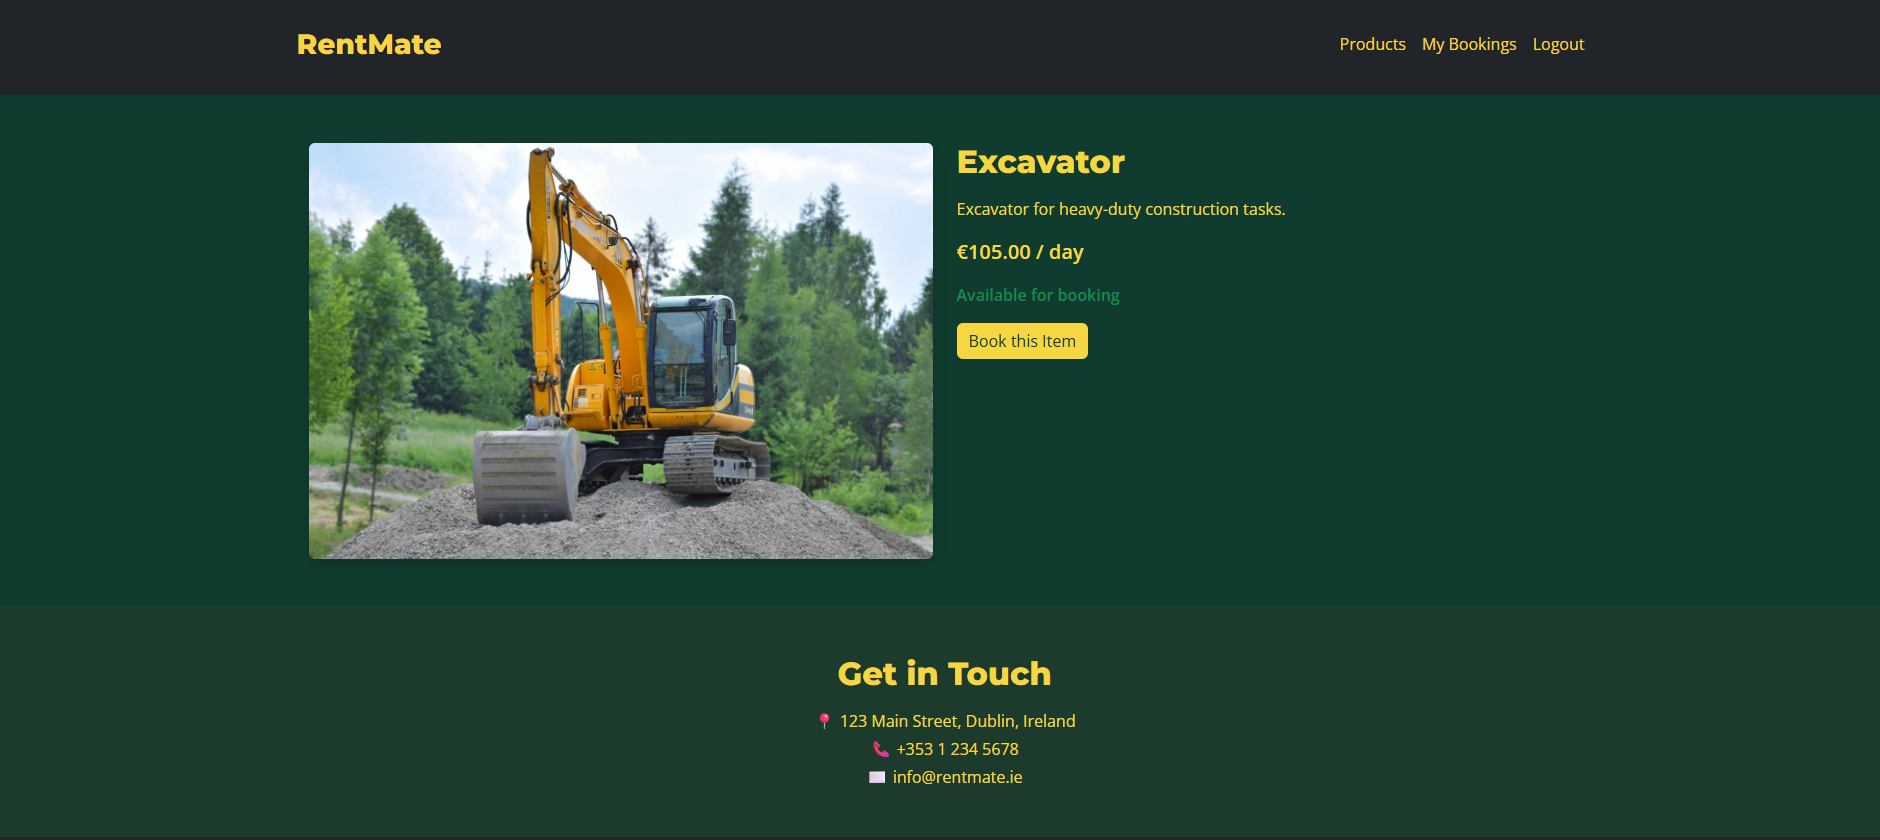 RentMate
Products My Bookings Logout
Excavator
Excavator for heavy-duty construction tasks.
€105.00 / day
Available for booking
Book this Item
Get in Touch
123 Main Street, Dublin, Ireland
+353 1 234 5678
info@rentmate.ie